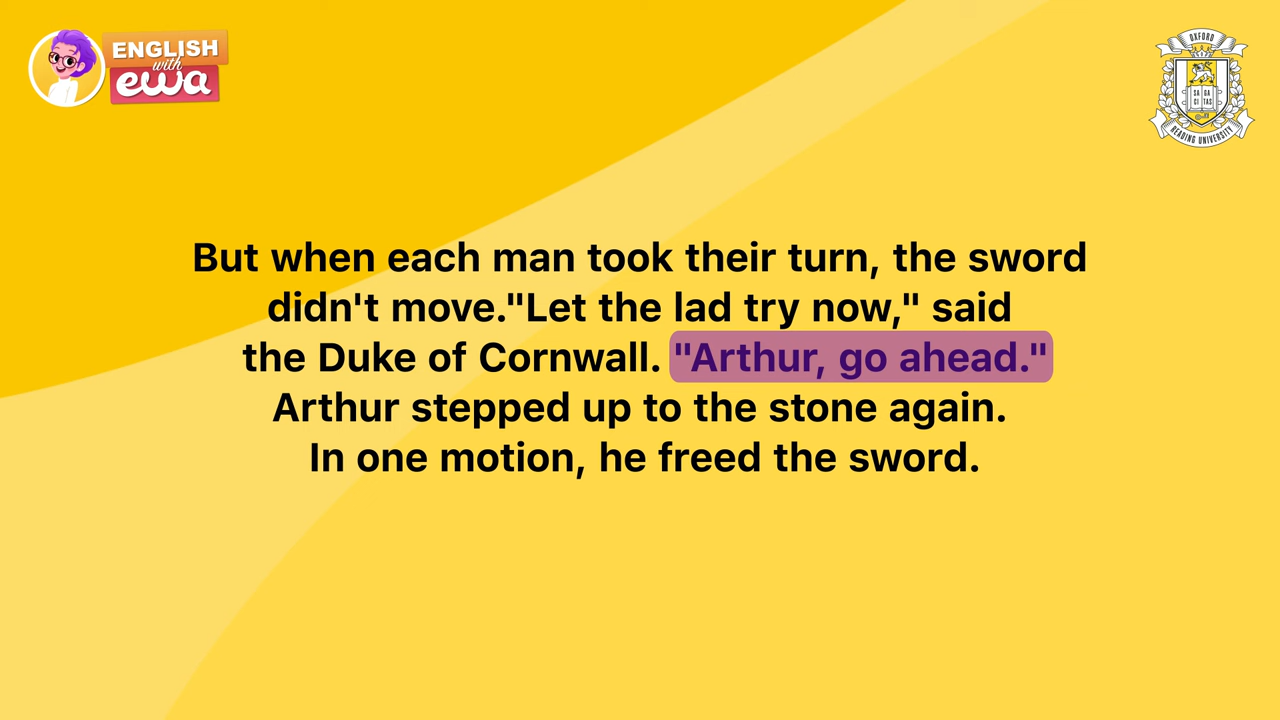 ENGLISH
with
ewa
OXFORD
SA GA
CI TAS
READING UNIVERSITY
But when each man took their turn, the sword
didn't move."Let the lad try now," said
the Duke of Cornwall. "Arthur, go ahead."
Arthur stepped up to the stone again.
In one motion, he freed the sword.